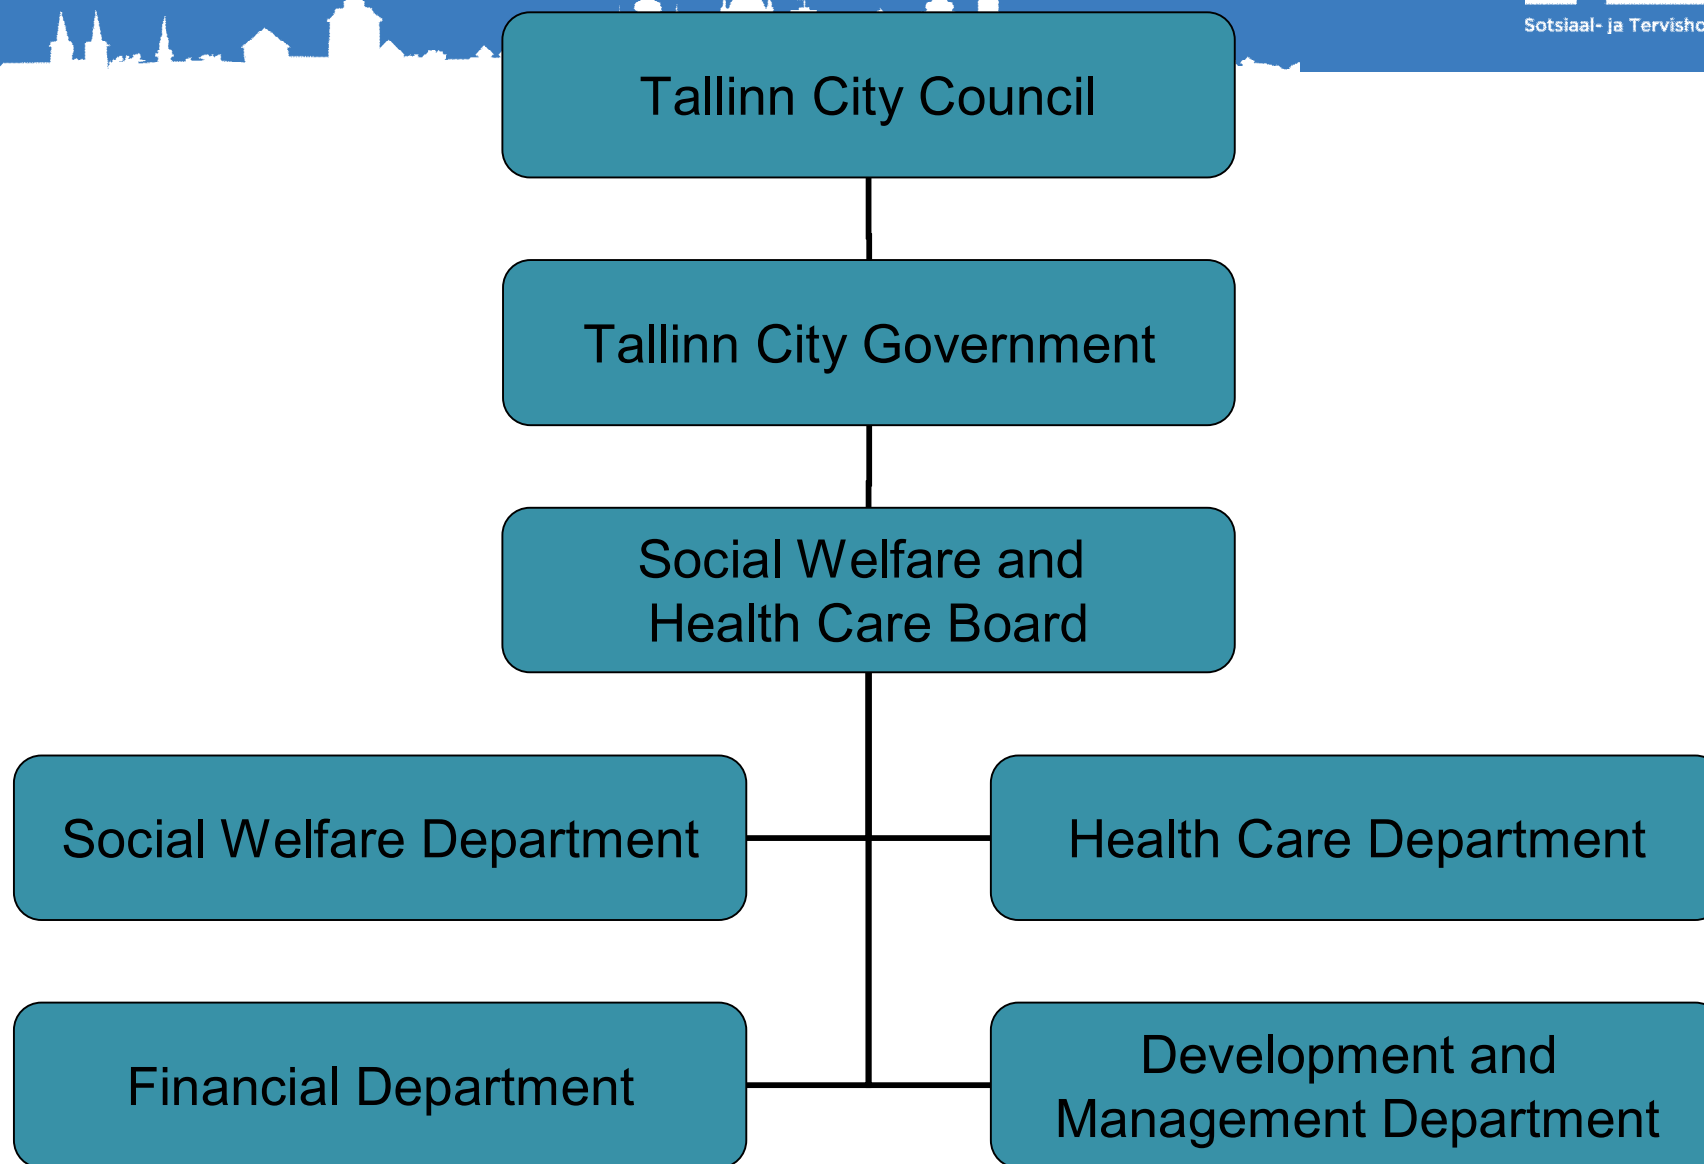 Sotsiaal- ja
Tallinn City Council
Tallinn City Government
Social Welfare and
Health Care Board
Social Welfare Department
Health Care Department
Financial Department
Development and
Management Department